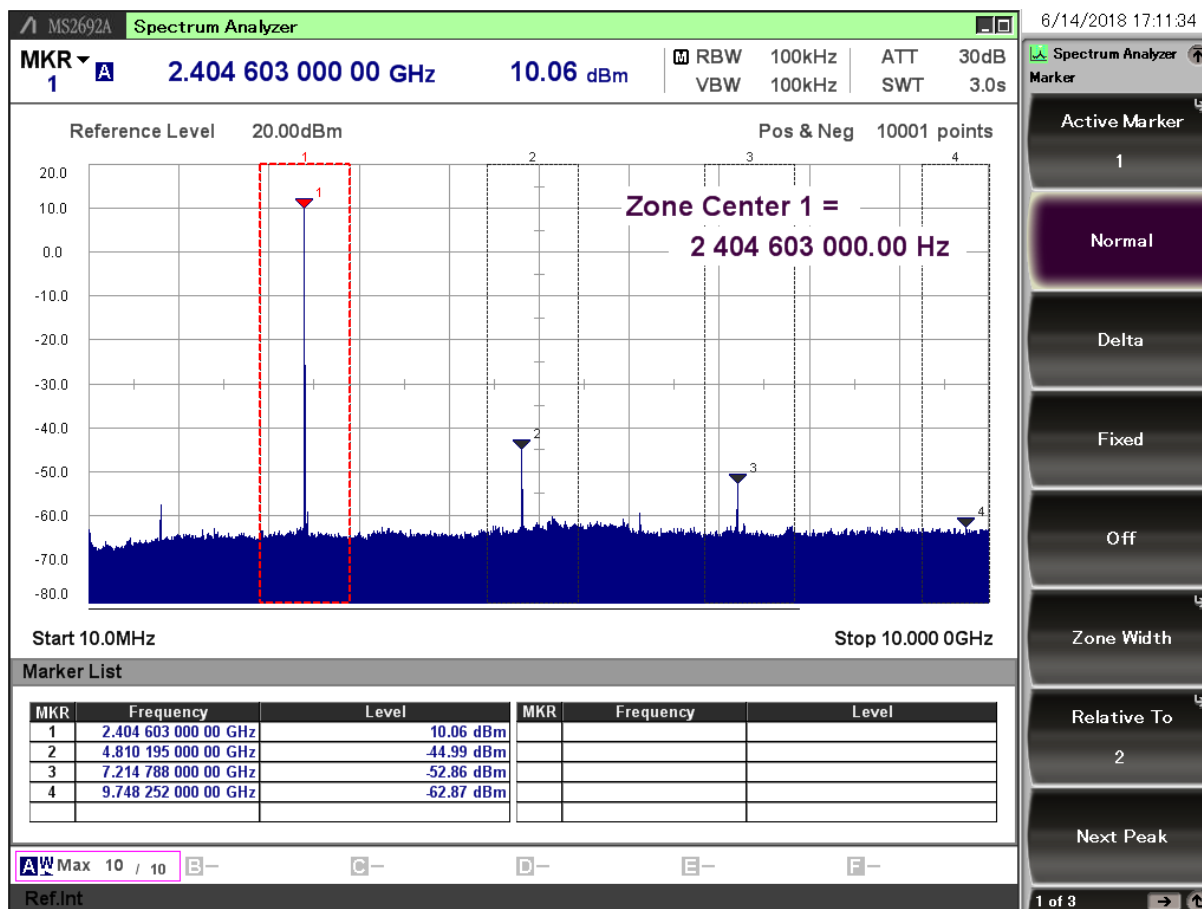 MS2692A Spectrum Analyzer
6/14/2018 17:11:34
MKR A 2.404 603 000 00 GHz 10.06 dBm
1
M RBW 100kHz ATT 30dB
VBW 100kHz SWT 3.0s
Reference Level 20.00dBm Pos & Neg 10001 points
1 2 3 4
20.0
10.0
0.0
-10.0
-20.0
-30.0
-40.0
-50.0
-60.0
-70.0
-80.0
1
Zone Center 1 =
2 404 603 000.00 Hz
2
3
4
Start 10.0MHz Stop 10.000 0GHz
Marker List
MKR Frequency Level MKR Frequency Level
1 2.404 603 000 00 GHz 10.06 dBm
2 4.810 195 000 00 GHz -44.99 dBm
3 7.214 788 000 00 GHz -52.86 dBm
4 9.748 252 000 00 GHz -62.87 dBm
A W Max 10 / 10 B- C- D- E- F-
Ref.Int
Spectrum Analyzer
Marker
Active Marker
1
Normal
Delta
Fixed
Off
Zone Width
Relative To
2
Next Peak
1 of 3